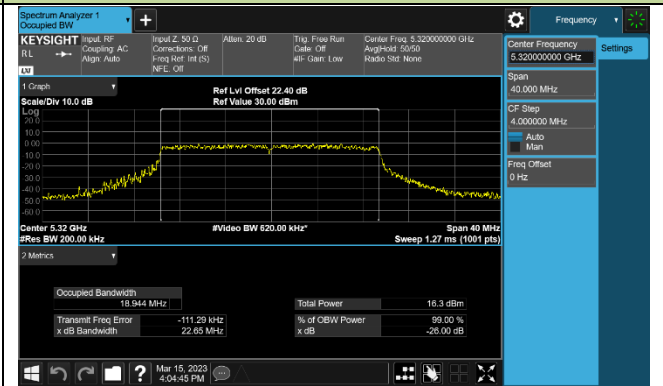 Spectrum Analyzer 1
Occupied BW
+
Frequency
KEYSIGHT
RL
LXI
Input: RF
Coupling: AC
Align: Auto
Input Z: 50 Ω
Corrections: Off
Freq Ref: Int (S)
NFE: Off
Atten: 20 dB
Trig: Free Run
Gate: Off
#IF Gain: Low
Center Freq: 5.320000000 GHz
Avg|Hold: 50/50
Radio Std: None
Center Frequency
5.320000000 GHz
Settings
Span
40.000 MHz
CF Step
4.000000 MHz
Auto
Man
Freq Offset
0 Hz
1 Graph
Scale/Div 10.0 dB
Ref Lvl Offset 22.40 dB
Ref Value 30.00 dBm
Log
20.0
10.0
0.00
-10.0
-20.0
-30.0
-40.0
-50.0
-60.0
Center 5.32 GHz
#Res BW 200.00 kHz
#Video BW 620.00 kHz*
Span 40 MHz
Sweep 1.27 ms (1001 pts)
2 Metrics
Occupied Bandwidth
18.944 MHz
Transmit Freq Error -111.29 kHz
x dB Bandwidth 22.65 MHz
Total Power 16.3 dBm
% of OBW Power 99.00 %
x dB -26.00 dB
?
Mar 15, 2023
4:04:45 PM